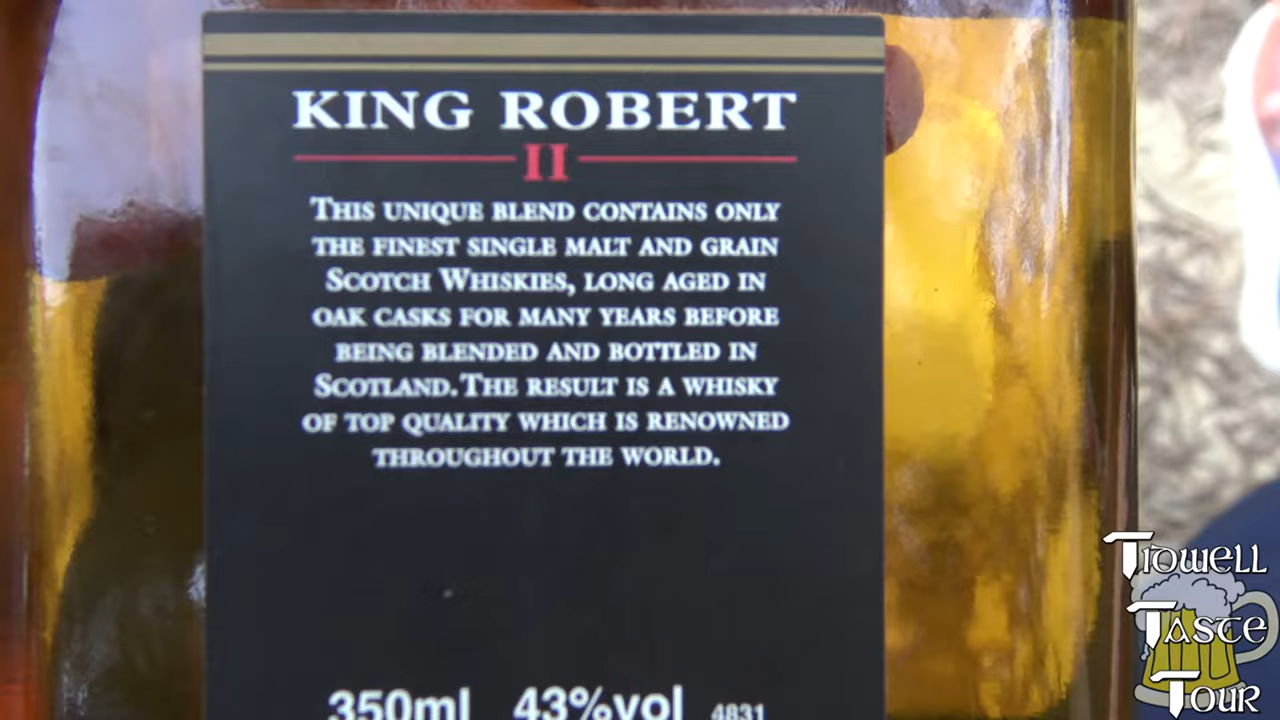 KING ROBERT
II
THIS UNIQUE BLEND CONTAINS ONLY
THE FINEST SINGLE MALT AND GRAIN
SCOTCH WHISKIES, LONG AGED IN
OAK CASKS FOR MANY YEARS BEFORE
BEING BLENDED AND BOTTLED IN
SCOTLAND. THE RESULT IS A WHISKY
OF TOP QUALITY WHICH IS RENOWNED
THROUGHOUT THE WORLD.
350ml 43%vol 4831
TIDWELL
TASTE
TOUR